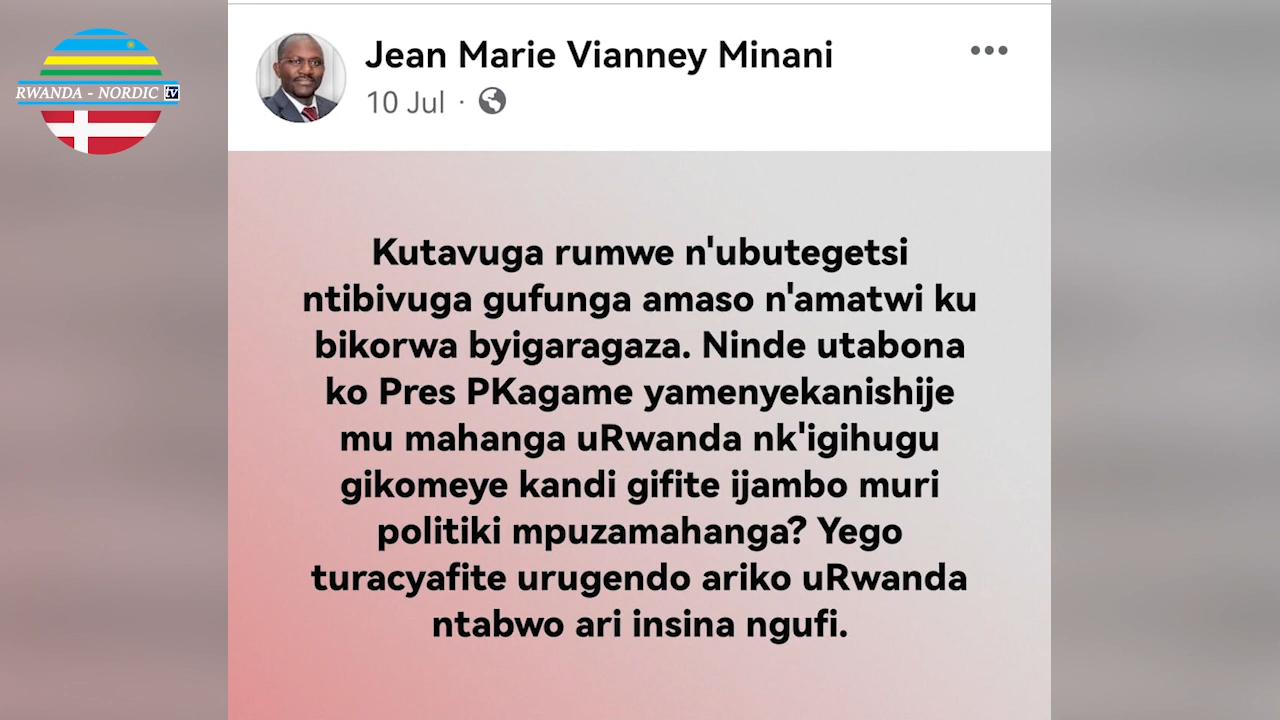 RWANDA - NORDIC tv
Jean Marie Vianney Minani
10 Jul ·
Kutavuga rumwe n'ubutegetsi
ntibivuga gufunga amaso n'amatwi ku
bikorwa byigaragaza. Ninde utabona
ko Pres PKagame yamenyekanishije
mu mahanga uRwanda nk'igihugu
gikomeye kandi gifite ijambo muri
politiki mpuzamahanga? Yego
turacyafite urugendo ariko uRwanda
ntabwo ari insina ngufi.